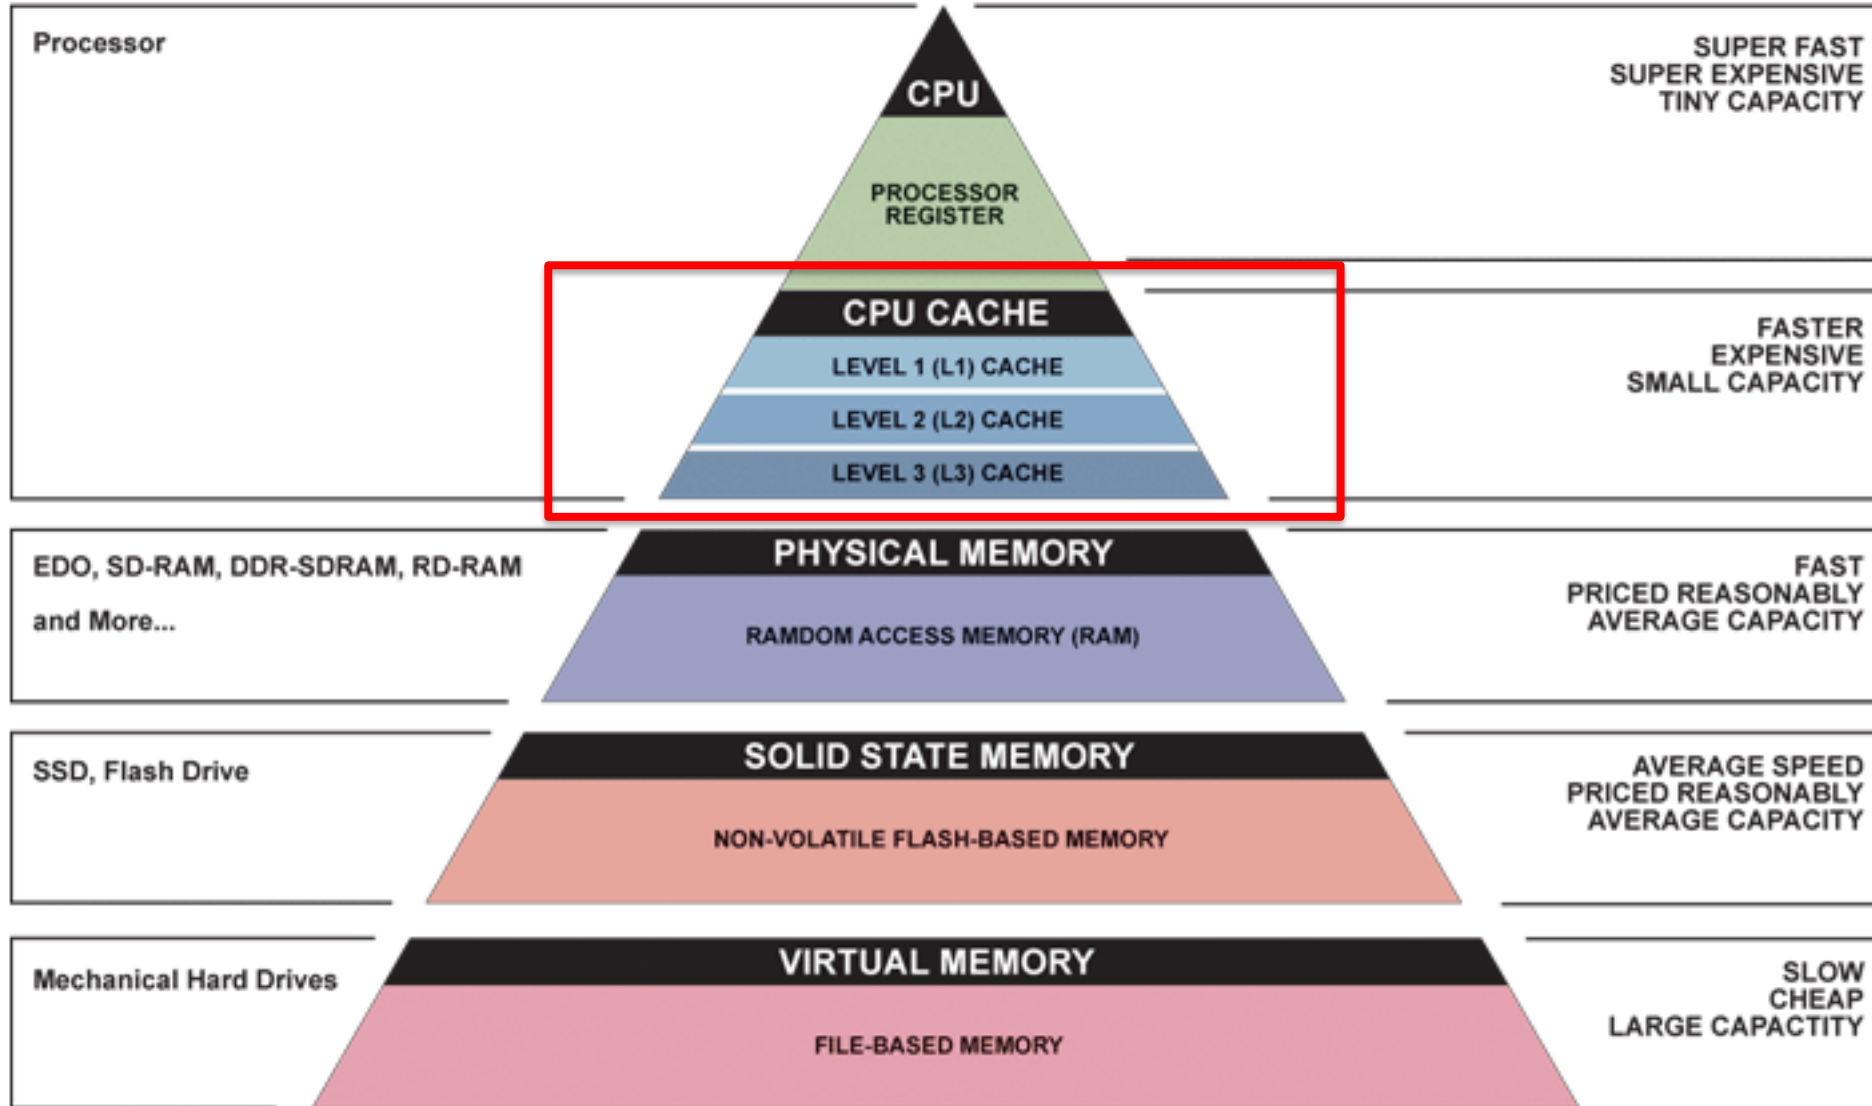 Processor
CPU
PROCESSOR
REGISTER
SUPER FAST
SUPER EXPENSIVE
TINY CAPACITY
CPU CACHE
LEVEL 1 (L1) CACHE
LEVEL 2 (L2) CACHE
LEVEL 3 (L3) CACHE
FASTER
EXPENSIVE
SMALL CAPACITY
EDO, SD-RAM, DDR-SDRAM, RD-RAM
and More...
PHYSICAL MEMORY
RAMDOM ACCESS MEMORY (RAM)
FAST
PRICED REASONABLY
AVERAGE CAPACITY
SSD, Flash Drive
SOLID STATE MEMORY
NON-VOLATILE FLASH-BASED MEMORY
AVERAGE SPEED
PRICED REASONABLY
AVERAGE CAPACITY
Mechanical Hard Drives
VIRTUAL MEMORY
FILE-BASED MEMORY
SLOW
CHEAP
LARGE CAPACTITY